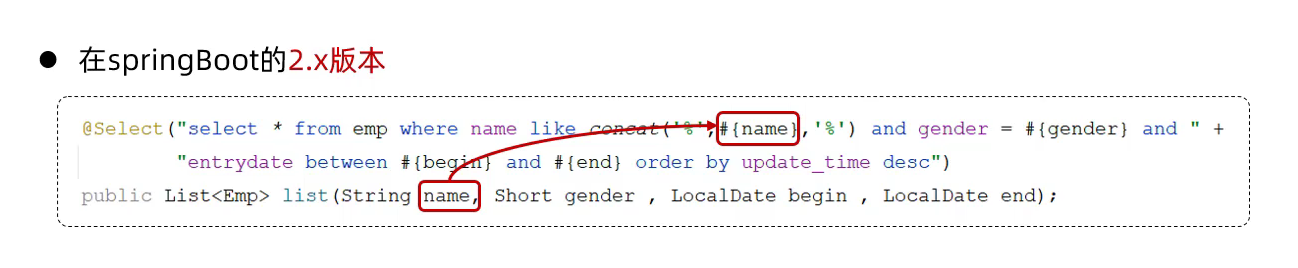 ● 在springBoot的2.x版本
@Select("select * from emp where name like concat('%',#{name},'%') and gender = #{gender} and " +
"entrydate between #{begin} and #{end} order by update_time desc")
public List<Emp> list(String name, Short gender , LocalDate begin , LocalDate end);